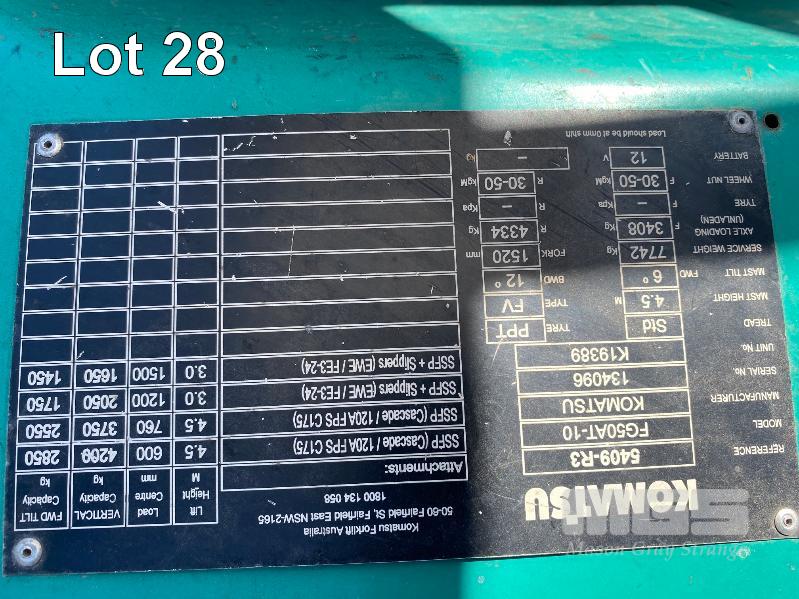 Lot 28
KOMATSU
Komatsu Forklift Australia
50-80 Fairfield St, Fairfield East NSW-2165
1800 134 058
REFERENCE 5409-R3
MODEL FG50AT-10
MANUFACTURER KOMATSU
SERIAL No. 134096
UNIT No. K19389
TREAD Std TYRE PPT
MAST HEIGHT 4.5 M TYPE FV
MAST TILT 6° FWD 12° BWD
SERVICE WEIGHT 7742 Kg 1520 mm FORK
AXLE LOADING (UNLADEN) F 3408 Kg R 4334 Kg
TYRE F - Kpa R - Kpa
WHEEL NUT F 30-50 kgM R 30-50 kgM
BATTERY 12 V - kg
Load should be at 0mm shift
Attachments: Lift Height M Load Centre mm VERTICAL Capacity kg FWD TILT Capacity kg
SSFP (Cascade / 120A FPS C175) 4.5 600 4200 2850
SSFP (Cascade / 120A FPS C175) 4.5 760 3750 2550
SSFP + Slippers (EWE / FE3-24) 3.0 1200 2050 1750
SSFP + Slippers (EWE / FE3-24) 3.0 1500 1650 1450
MGS
Mason Gray Strange